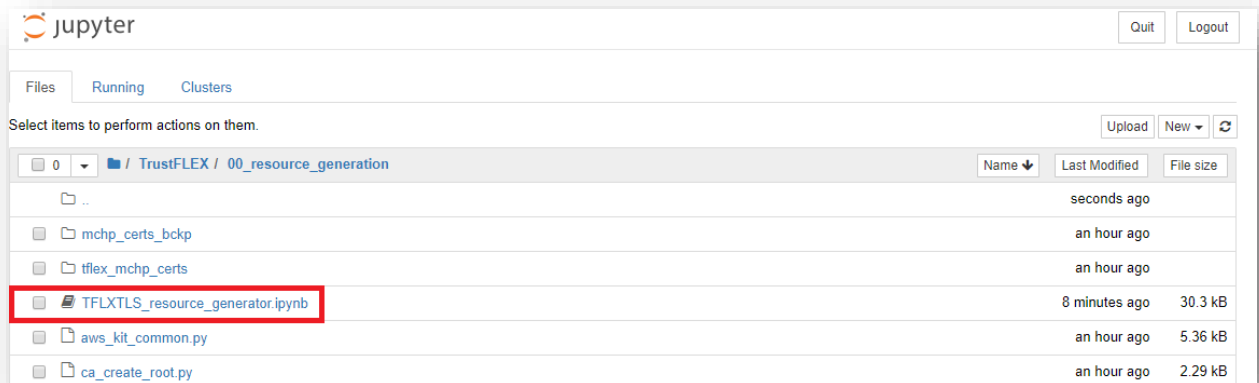 jupyter Quit Logout
Files Running Clusters
Select items to perform actions on them. Upload New
0 / TrustFLEX / 00_resource_generation Name Last Modified File size
.. seconds ago
mchp_certs_bckp an hour ago
tflex_mchp_certs an hour ago
TFLXTLS_resource_generator.ipynb 8 minutes ago 30.3 kB
aws_kit_common.py an hour ago 5.36 kB
ca_create_root.py an hour ago 2.29 kB